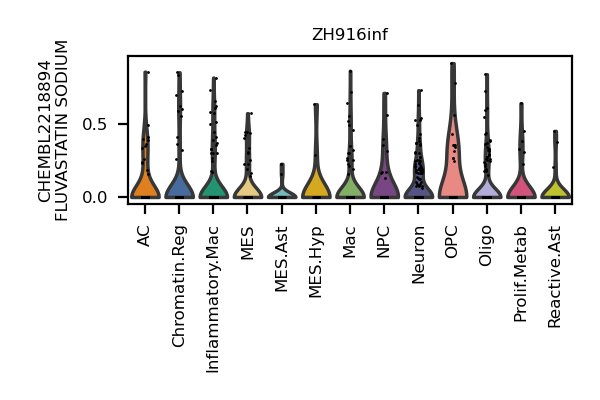 ZH916inf
CHEMBL2218894
FLUVASTATIN SODIUM
0.5
0.0
AC
Chromatin.Reg
Inflammatory.Mac
MES
MES.Ast
MES.Hyp
Mac
NPC
Neuron
OPC
Oligo
Prolif.Metab
Reactive.Ast